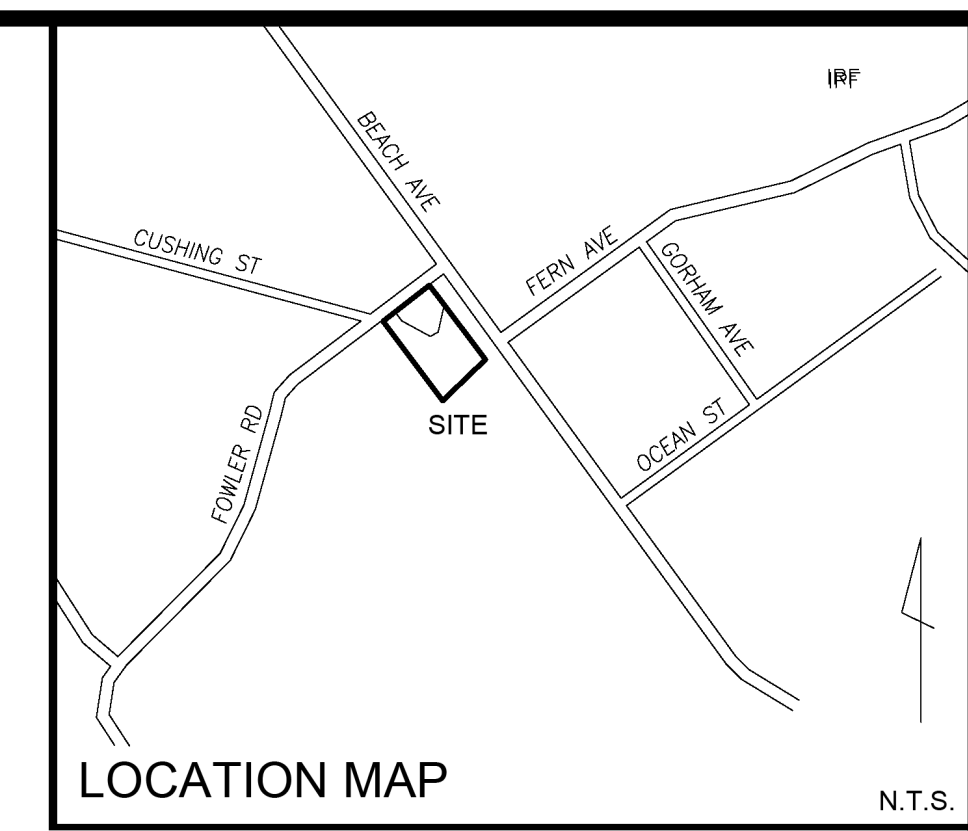 IRF
BEACH AVE
CUSHING ST
FERN AVE
GORHAM AVE
FOWLER RD
SITE
OCEAN ST
LOCATION MAP
N.T.S.